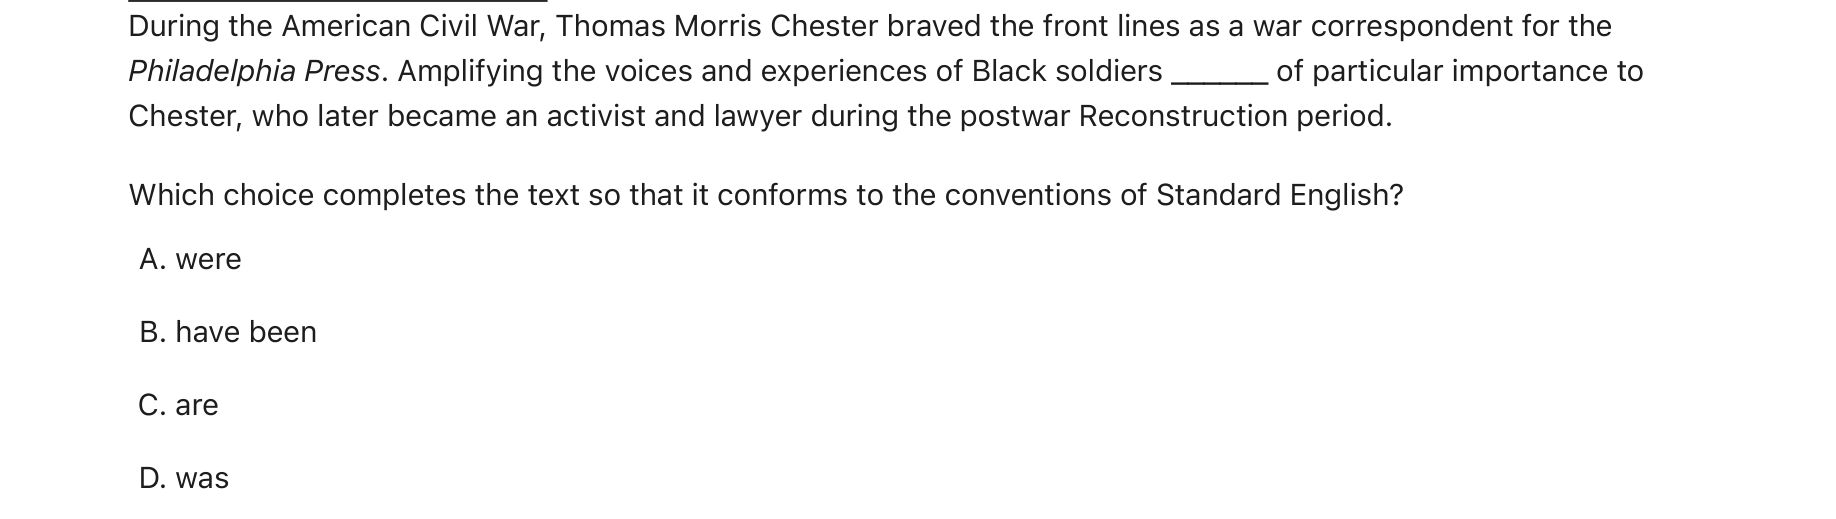 During the American Civil War, Thomas Morris Chester braved the front lines as a war correspondent for the
Philadelphia Press. Amplifying the voices and experiences of Black soldiers ______ of particular importance to
Chester, who later became an activist and lawyer during the postwar Reconstruction period.
Which choice completes the text so that it conforms to the conventions of Standard English?
A. were
B. have been
C. are
D. was